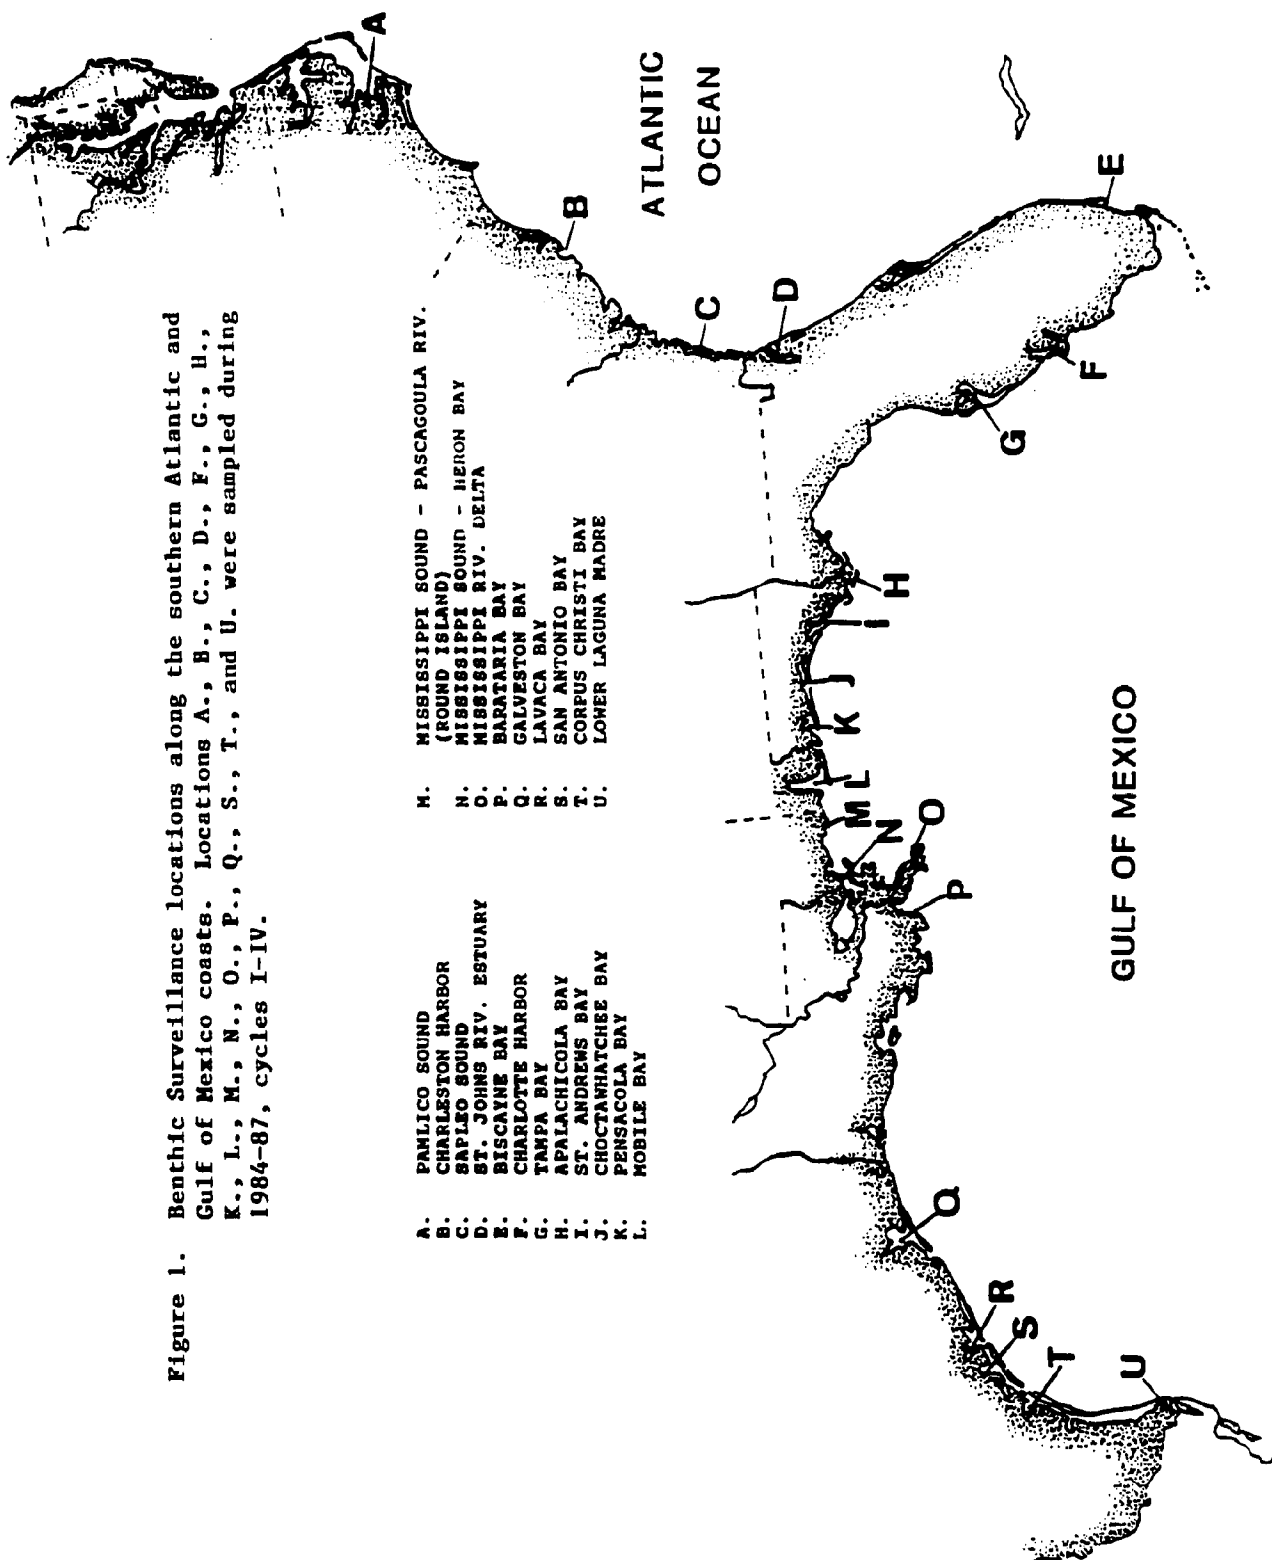 Figure 1. Benthic Surveillance locations along the southern Atlantic and
Gulf of Mexico coasts. Locations A., B., C., D., F., G., H.,
K., L., M., N., O., P., Q., S., T., and U. were sampled during
1984-87, cycles I-IV.
A. PAMLICO SOUND
B. CHARLESTON HARBOR
C. SAPLEO SOUND
D. ST. JOHNS RIV. ESTUARY
E. BISCAYNE BAY
F. CHARLOTTE HARBOR
G. TAMPA BAY
H. APALACHICOLA BAY
I. ST. ANDREWS BAY
J. CHOCTAWHATCHEE BAY
K. PENSACOLA BAY
L. MOBILE BAY
M. MISSISSIPPI SOUND - PASCAGOULA RIV.
(ROUND ISLAND)
N. MISSISSIPPI SOUND - HERON BAY
O. MISSISSIPPI RIV. DELTA
P. BARATARIA BAY
Q. GALVESTON BAY
R. LAVACA BAY
S. SAN ANTONIO BAY
T. CORPUS CHRISTI BAY
U. LOWER LAGUNA MADRE
ATLANTIC
OCEAN
GULF OF MEXICO
A
B
C
D
E
F
G
H
I
J
K
L
M
N
O
P
Q
R
S
T
U